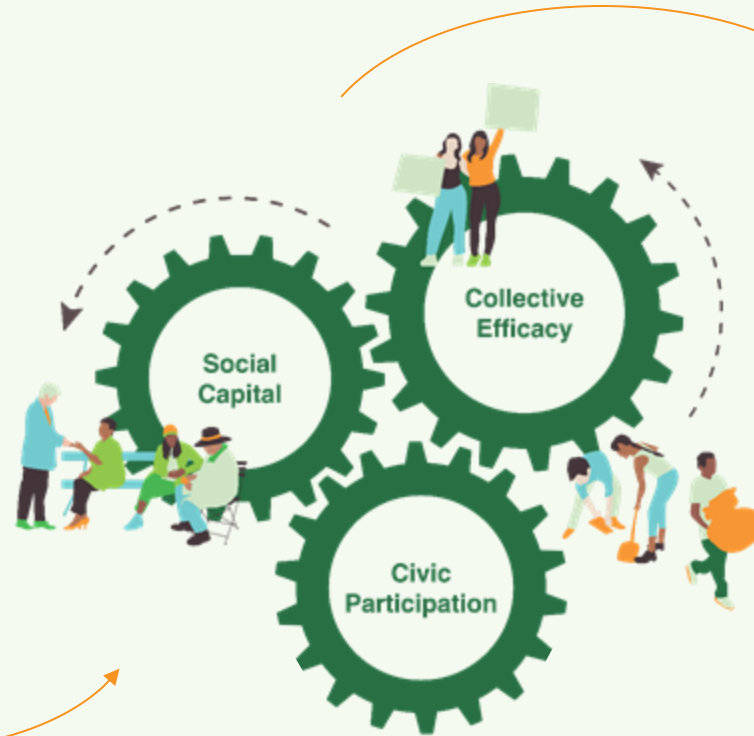 Collective
Efficacy
Social
Capital
Civic
Participation